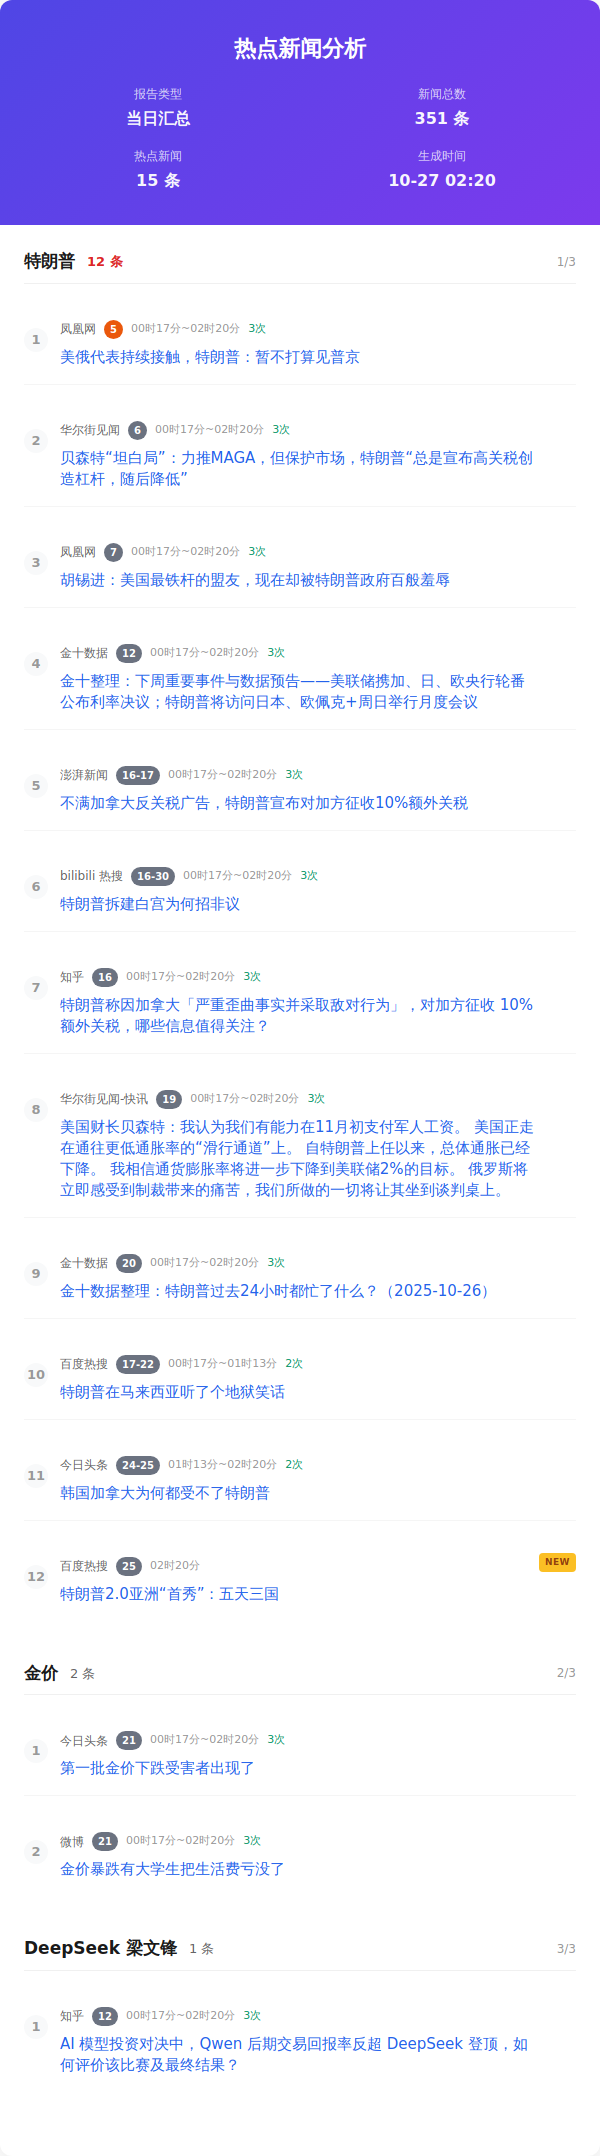 热点新闻分析
报告类型
新闻总数
当日汇总
351 条
热点新闻
生成时间
15 条
10-27 02:20
特朗普 12 条 1/3
1
凤凰网 5 00时17分~02时20分 3次
美俄代表持续接触，特朗普：暂不打算见普京
2
华尔街见闻 6 00时17分~02时20分 3次
贝森特“坦白局”：力推MAGA，但保护市场，特朗普“总是宣布高关税创
造杠杆，随后降低”
3
凤凰网 7 00时17分~02时20分 3次
胡锡进：美国最铁杆的盟友，现在却被特朗普政府百般羞辱
4
金十数据 12 00时17分~02时20分 3次
金十整理：下周重要事件与数据预告——美联储携加、日、欧央行轮番
公布利率决议；特朗普将访问日本、欧佩克+周日举行月度会议
5
澎湃新闻 16-17 00时17分~02时20分 3次
不满加拿大反关税广告，特朗普宣布对加方征收10%额外关税
6
bilibili 热搜 16-30 00时17分~02时20分 3次
特朗普拆建白宫为何招非议
7
知乎 16 00时17分~02时20分 3次
特朗普称因加拿大「严重歪曲事实并采取敌对行为」，对加方征收 10%
额外关税，哪些信息值得关注？
8
华尔街见闻-快讯 19 00时17分~02时20分 3次
美国财长贝森特：我认为我们有能力在11月初支付军人工资。 美国正走
在通往更低通胀率的“滑行通道”上。 自特朗普上任以来，总体通胀已经
下降。 我相信通货膨胀率将进一步下降到美联储2%的目标。 俄罗斯将
立即感受到制裁带来的痛苦，我们所做的一切将让其坐到谈判桌上。
9
金十数据 20 00时17分~02时20分 3次
金十数据整理：特朗普过去24小时都忙了什么？（2025-10-26）
10
百度热搜 17-22 00时17分~01时13分 2次
特朗普在马来西亚听了个地狱笑话
11
今日头条 24-25 01时13分~02时20分 2次
韩国加拿大为何都受不了特朗普
12
百度热搜 25 02时20分 NEW
特朗普2.0亚洲“首秀”：五天三国
金价 2 条 2/3
1
今日头条 21 00时17分~02时20分 3次
第一批金价下跌受害者出现了
2
微博 21 00时17分~02时20分 3次
金价暴跌有大学生把生活费亏没了
DeepSeek 梁文锋 1 条 3/3
1
知乎 12 00时17分~02时20分 3次
AI 模型投资对决中，Qwen 后期交易回报率反超 DeepSeek 登顶，如
何评价该比赛及最终结果？